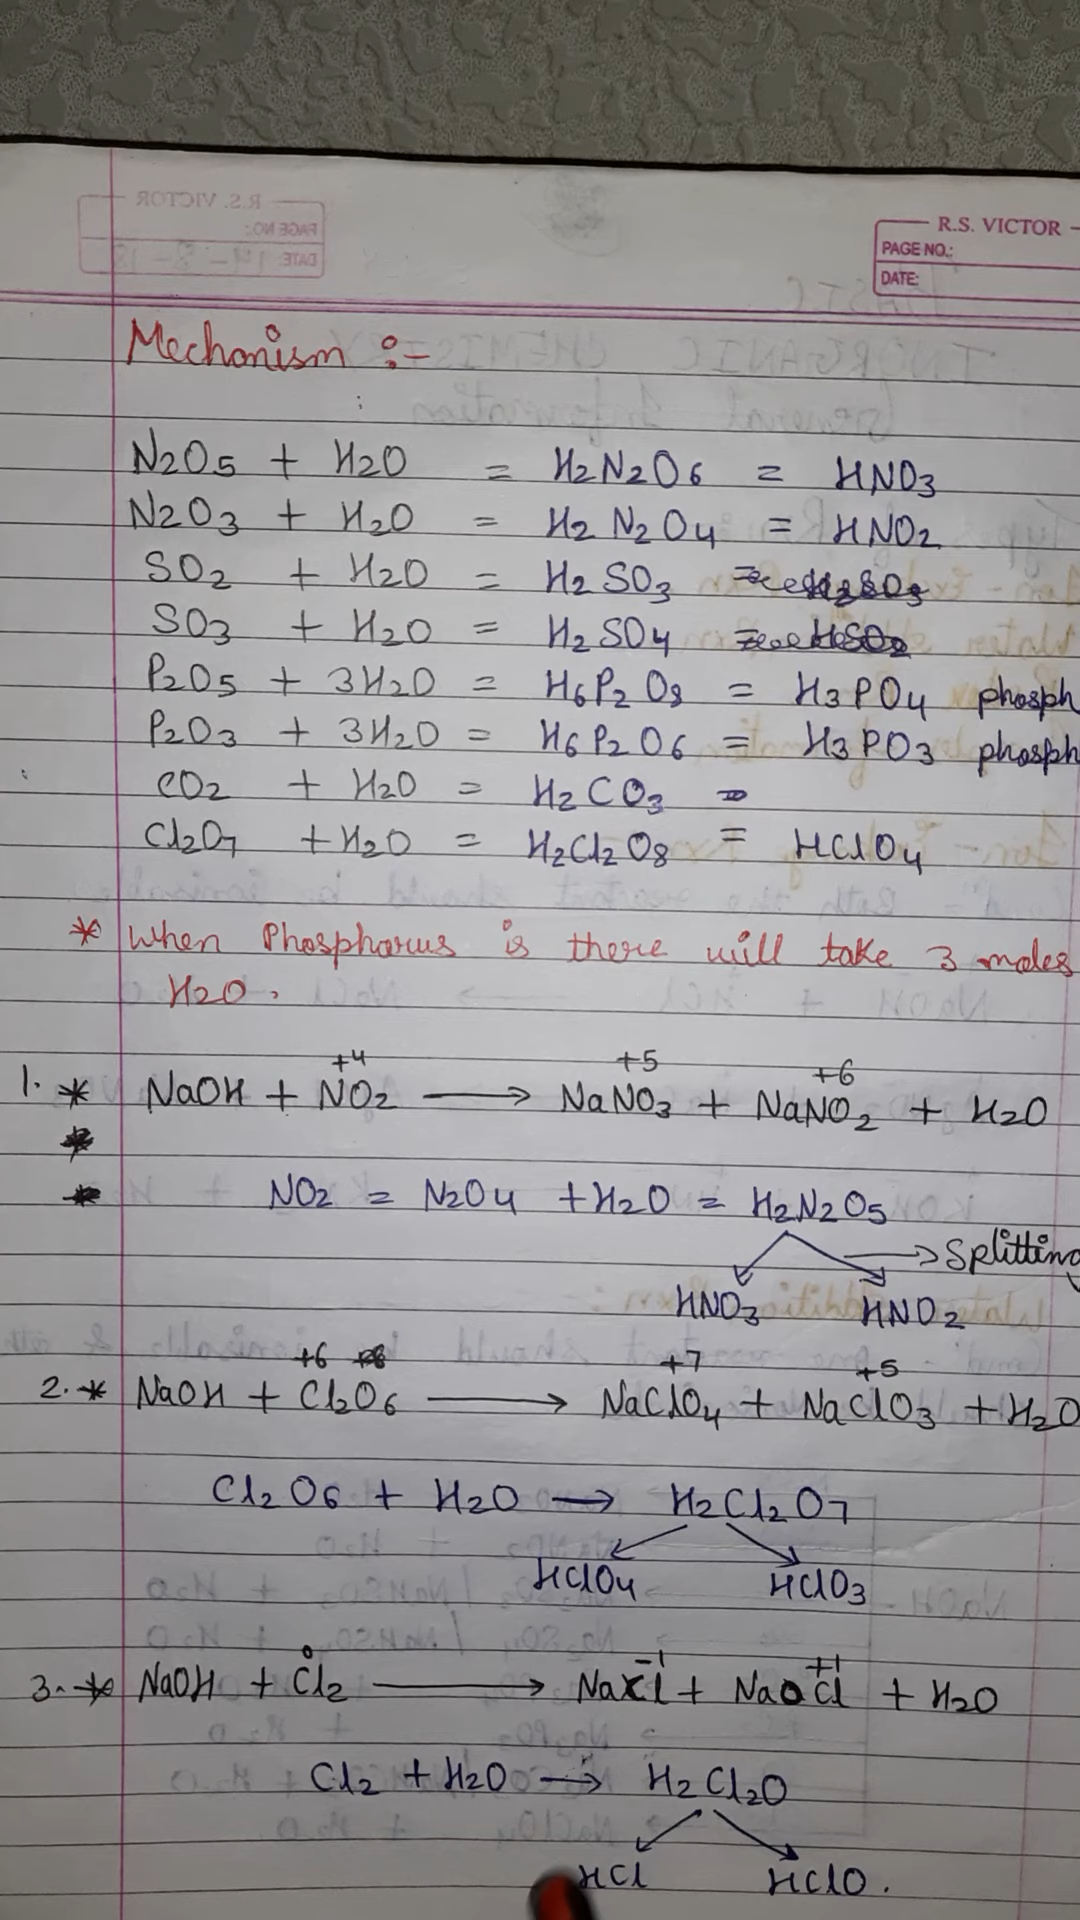 R.S. VICTOR
PAGE NO.:
DATE:
Mechanism :-
N2O5 + H2O = H2N2O6 = HNO3
N2O3 + H2O = H2N2O4 = HNO2
SO2 + H2O = H2SO3
SO3 + H2O = H2SO4
P2O5 + 3H2O = H6P2O8 = H3PO4 phosph
P2O3 + 3H2O = H6P2O6 = H3PO3 phosph
CO2 + H2O = H2CO3 =
Cl2O7 + H2O = H2Cl2O8 = HClO4
* When Phosphorus is there will take 3 moles
H2O.
+4 +5 +6
1. * NaOH + NO2 ⟶ NaNO3 + NaNO2 + H2O
* NO2 = N2O4 + H2O = H2N2O5
→ Splitting
HNO3 HNO2
+6 +7 +5
2. * NaOH + Cl2O6 ⟶ NaClO4 + NaClO3 + H2O
Cl2O6 + H2O → H2Cl2O7
HClO4 HClO3
0 -1 +1
3. * NaOH + Cl2 ⟶ NaCl + NaOCl + H2O
Cl2 + H2O → H2Cl2O
HCl HClO.